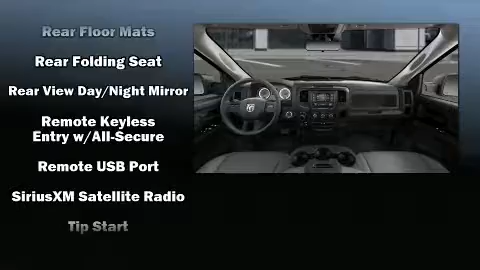 Rear Floor Mats
Rear Folding Seat
Rear View Day/Night Mirror
Remote Keyless
Entry w/All-Secure
Remote USB Port
SiriusXM Satellite Radio
Tip Start